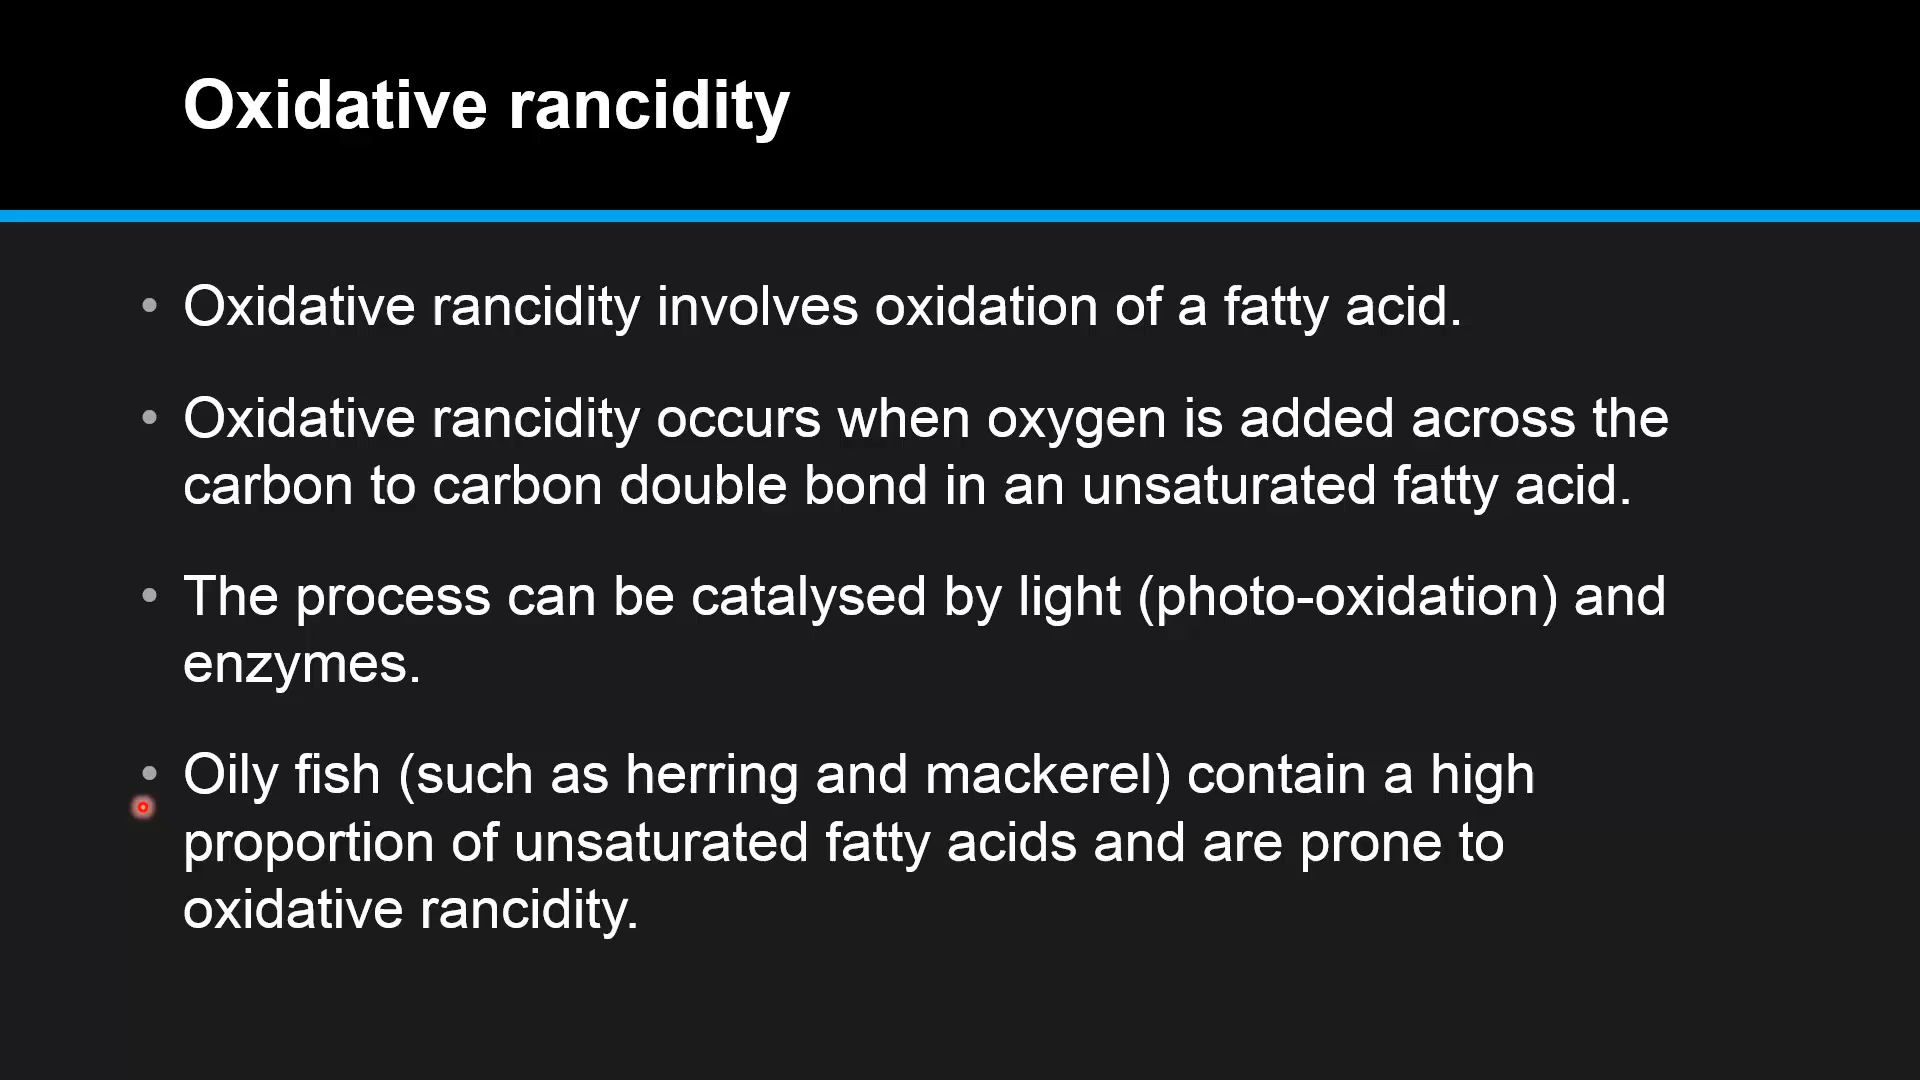 Oxidative rancidity
• Oxidative rancidity involves oxidation of a fatty acid.
• Oxidative rancidity occurs when oxygen is added across the
carbon to carbon double bond in an unsaturated fatty acid.
• The process can be catalysed by light (photo-oxidation) and
enzymes.
• Oily fish (such as herring and mackerel) contain a high
proportion of unsaturated fatty acids and are prone to
oxidative rancidity.